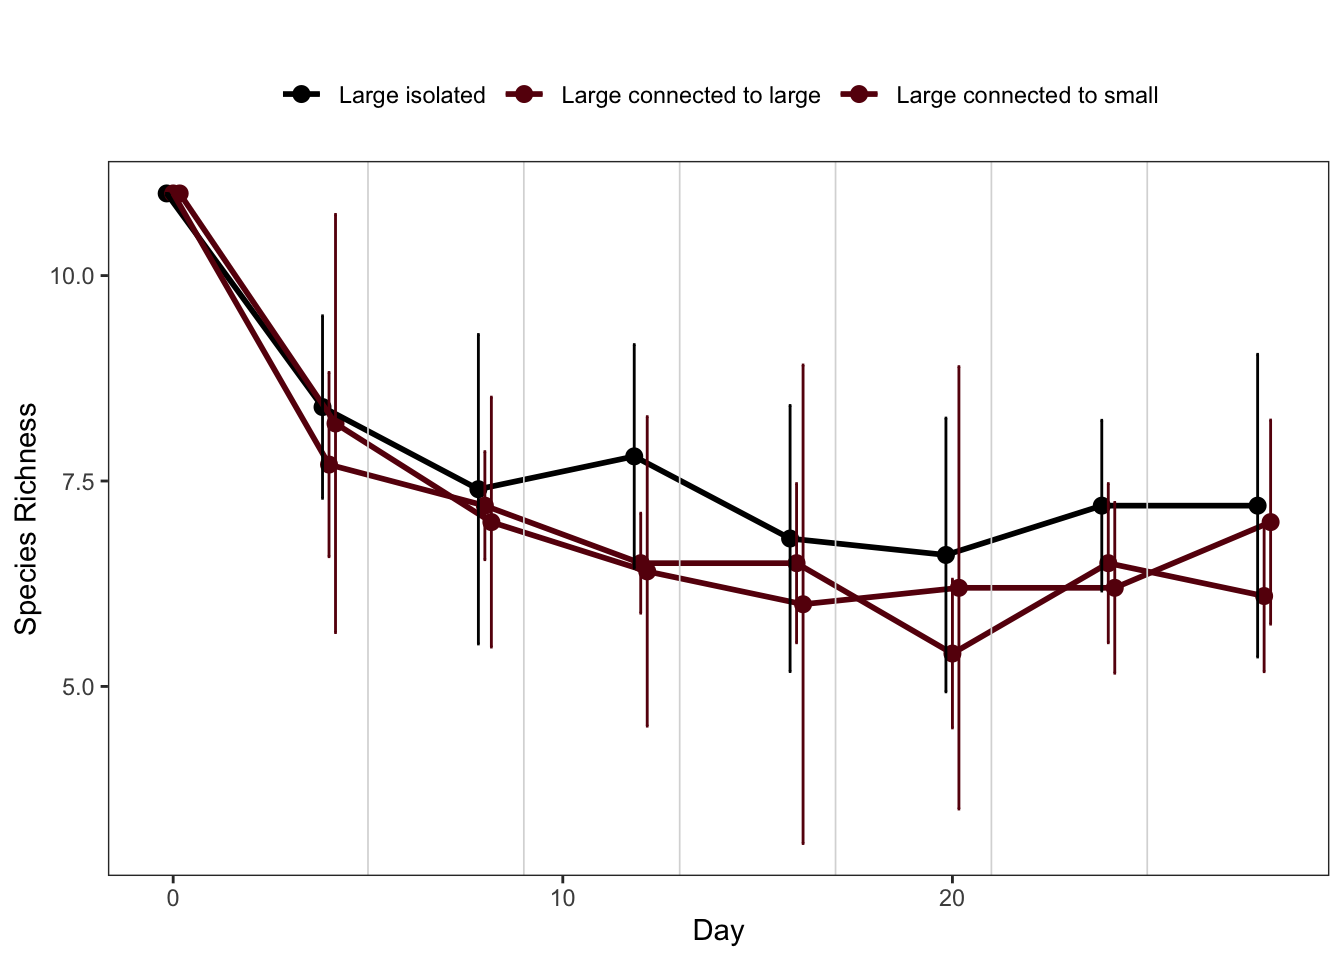 Large isolated Large connected to large Large connected to small
10.0
7.5
5.0
Species Richness
0 10 20
Day